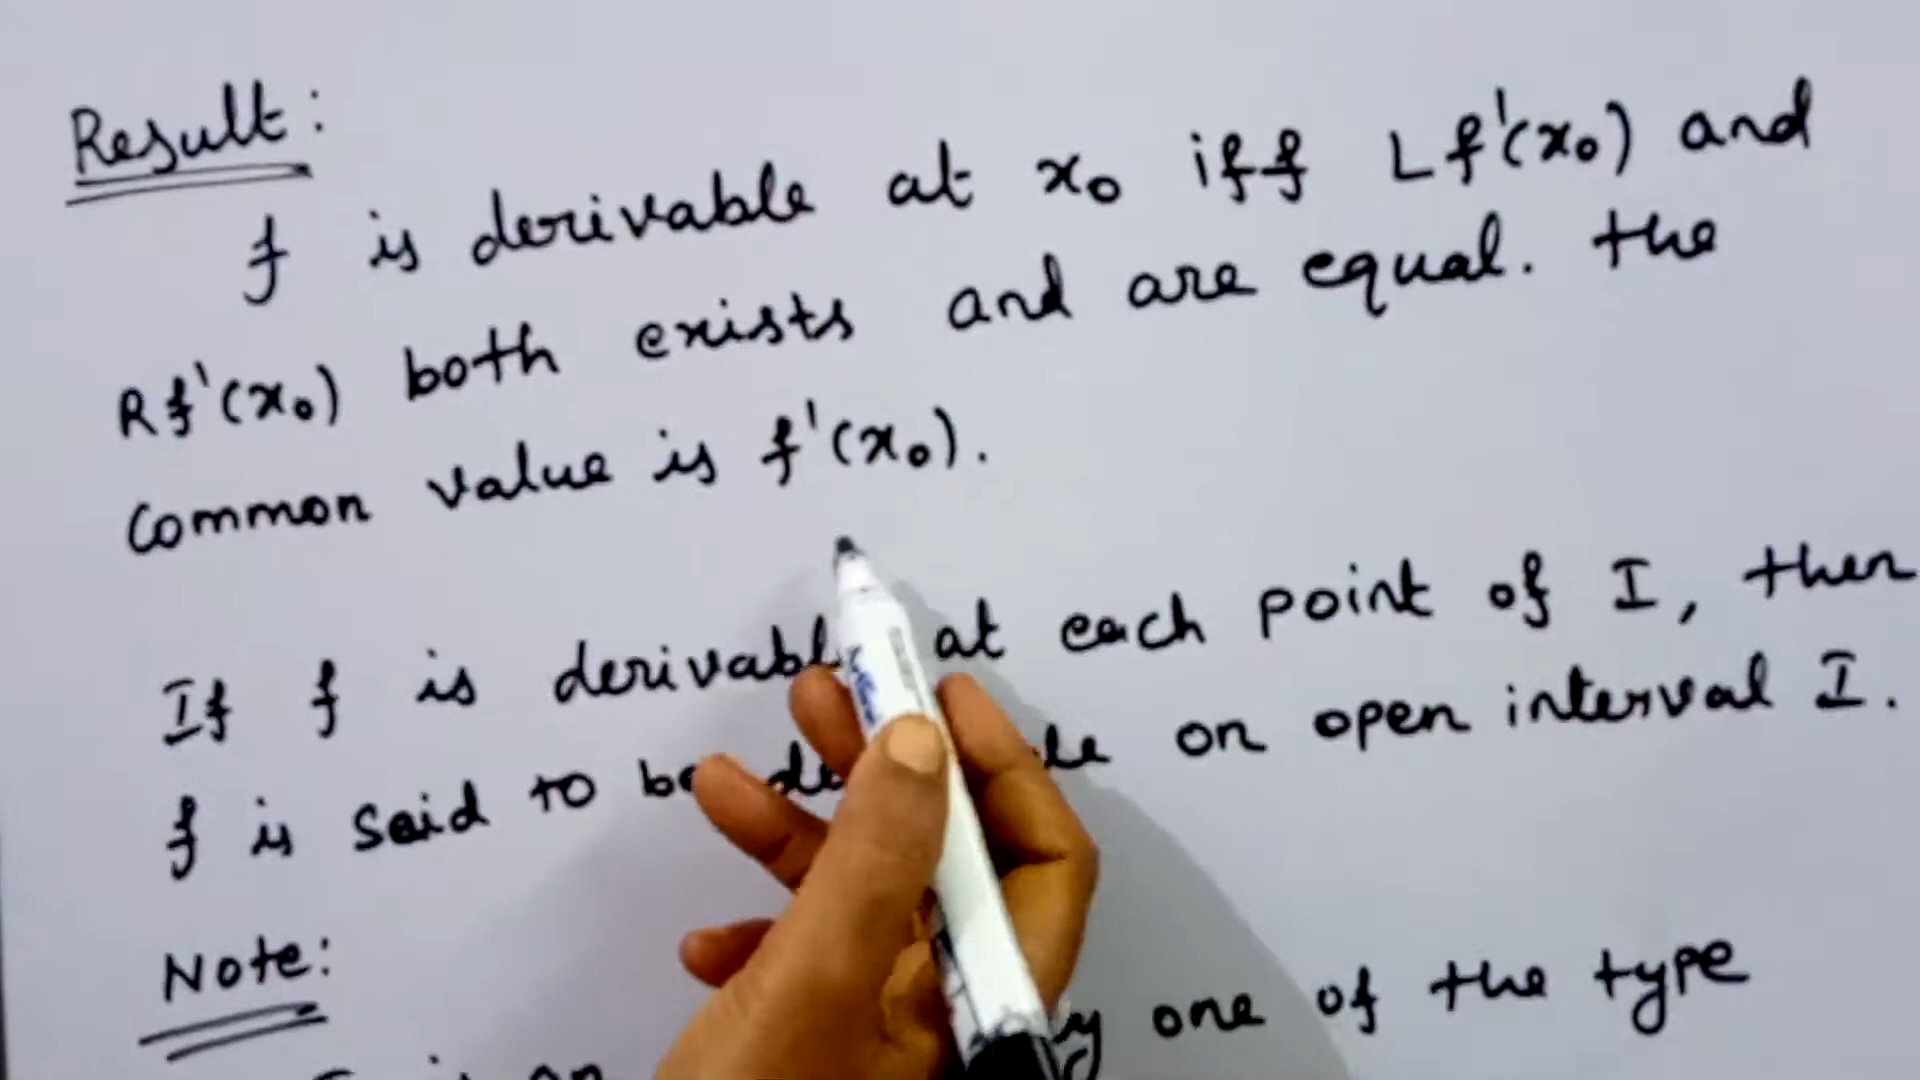 Result:
f is derivable at x₀ iff Lf'(x₀) and
Rf'(x₀) both exists and are equal. the
common value is f'(x₀).
If f is derivable at each point of I, then
f is said to be on open interval I.
Note:
one of the type